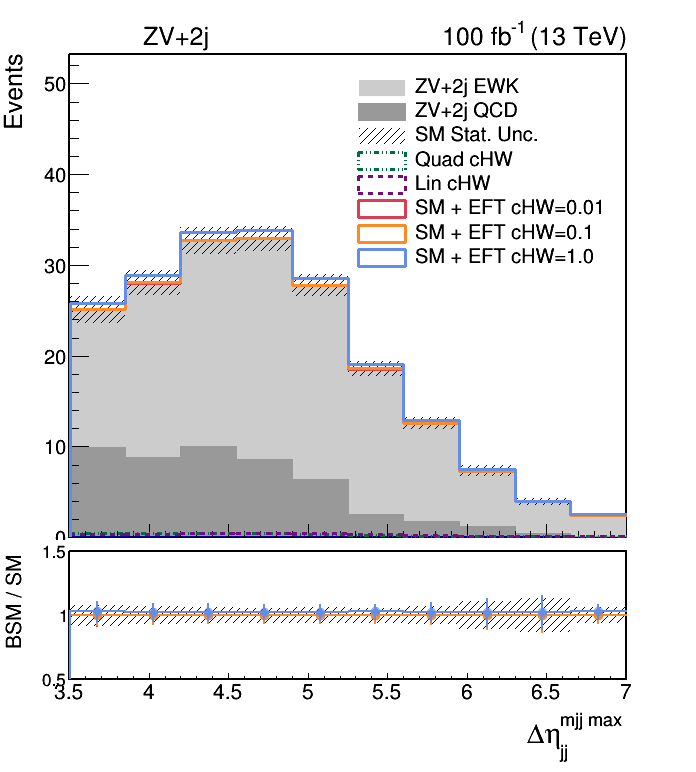 ZV+2j 100 fb-1 (13 TeV)
Events
50
40
30
20
10
0
ZV+2j EWK
ZV+2j QCD
SM Stat. Unc.
Quad cHW
Lin cHW
SM + EFT cHW=0.01
SM + EFT cHW=0.1
SM + EFT cHW=1.0
BSM / SM
1.5
1
0.5
3.5 4 4.5 5 5.5 6 6.5 7
Δη jj mjj max